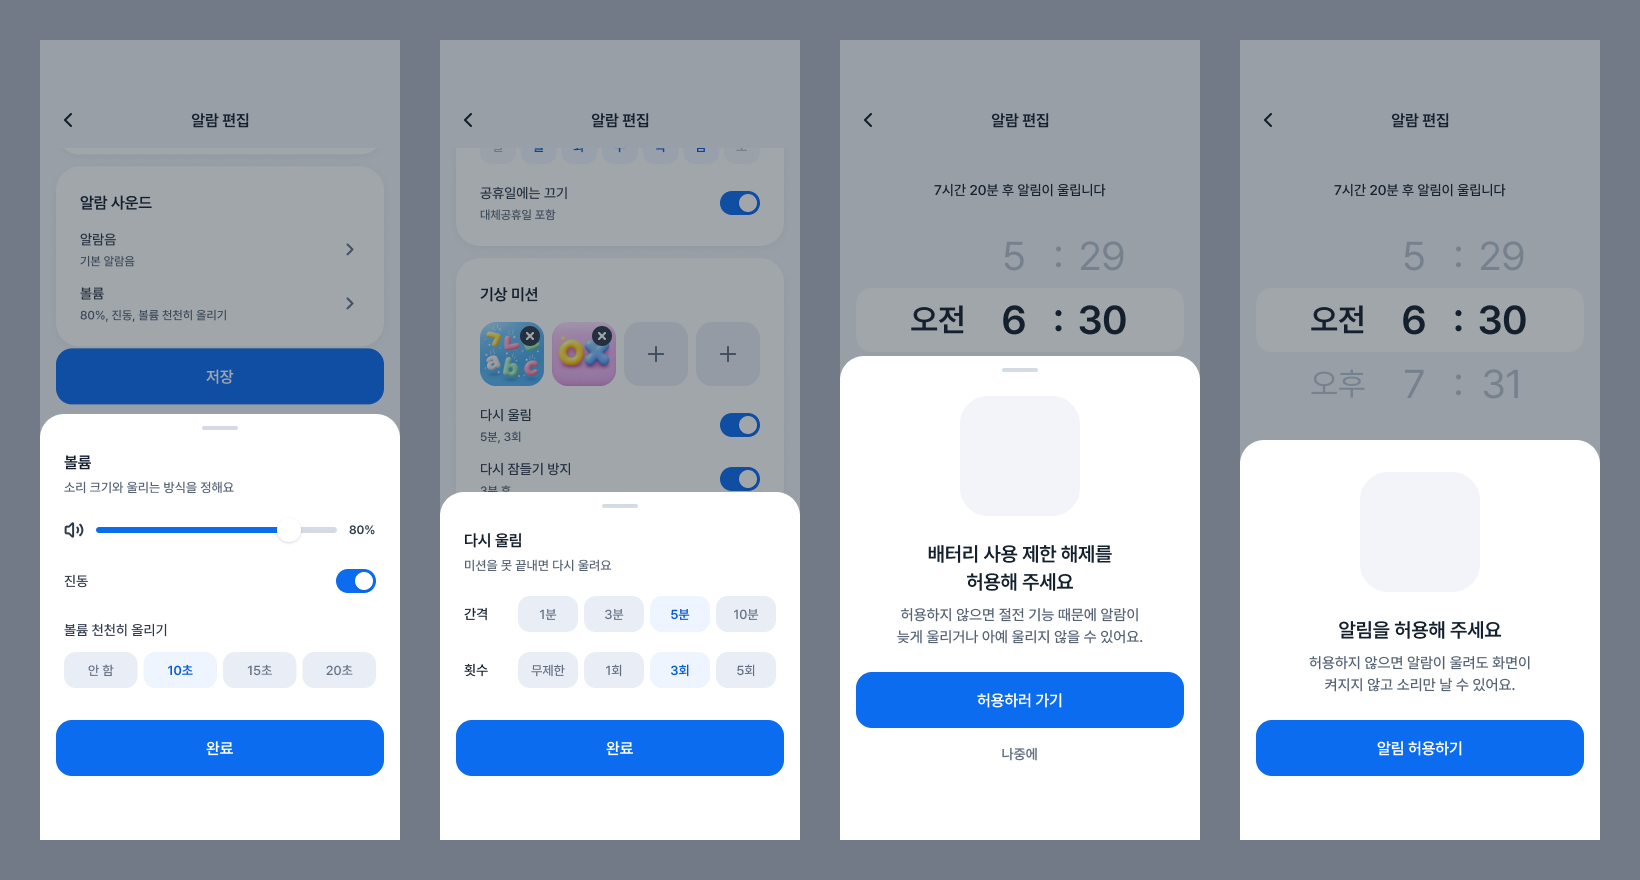 알람 편집
알람 사운드
알람음
기본 알람음
볼륨
80%, 진동, 볼륨 천천히 올리기
저장
볼륨
소리 크기와 울리는 방식을 정해요
80%
진동
볼륨 천천히 올리기
안 함 10초 15초 20초
완료
알람 편집
공휴일에는 끄기
대체공휴일 포함
기상 미션
다시 울림
5분, 3회
다시 잠들기 방지
3분 후
다시 울림
미션을 못 끝내면 다시 울려요
간격 1분 3분 5분 10분
횟수 무제한 1회 3회 5회
완료
알람 편집
7시간 20분 후 알림이 울립니다
5 : 29
오전 6 : 30
배터리 사용 제한 해제를
허용해 주세요
허용하지 않으면 절전 기능 때문에 알람이
늦게 울리거나 아예 울리지 않을 수 있어요.
허용하러 가기
나중에
알람 편집
7시간 20분 후 알림이 울립니다
5 : 29
오전 6 : 30
오후 7 : 31
알림을 허용해 주세요
허용하지 않으면 알람이 울려도 화면이
켜지지 않고 소리만 날 수 있어요.
알림 허용하기